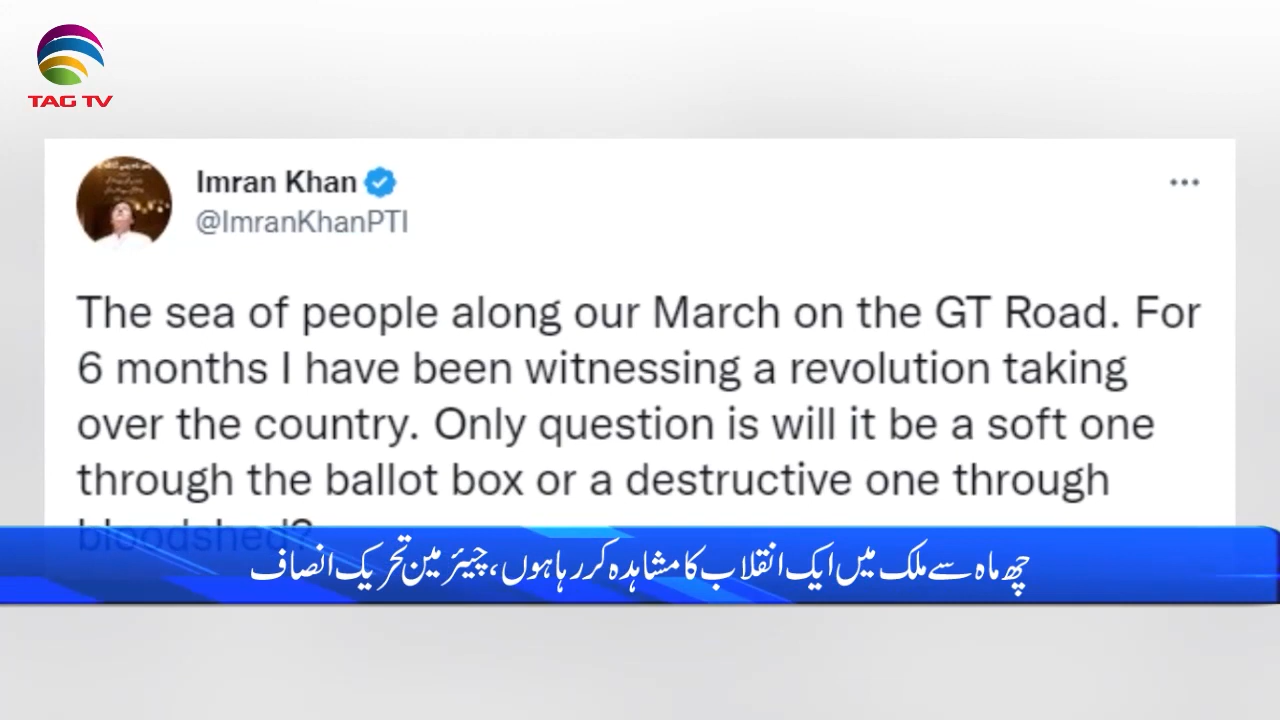 TAG TV
Imran Khan
@ImranKhanPTI
The sea of people along our March on the GT Road. For
6 months I have been witnessing a revolution taking
over the country. Only question is will it be a soft one
through the ballot box or a destructive one through
bloodshed?
چھ ماہ سے ملک میں ایک انقلاب کا مشاہدہ کر رہا ہوں، چیئرمین تحریک انصاف